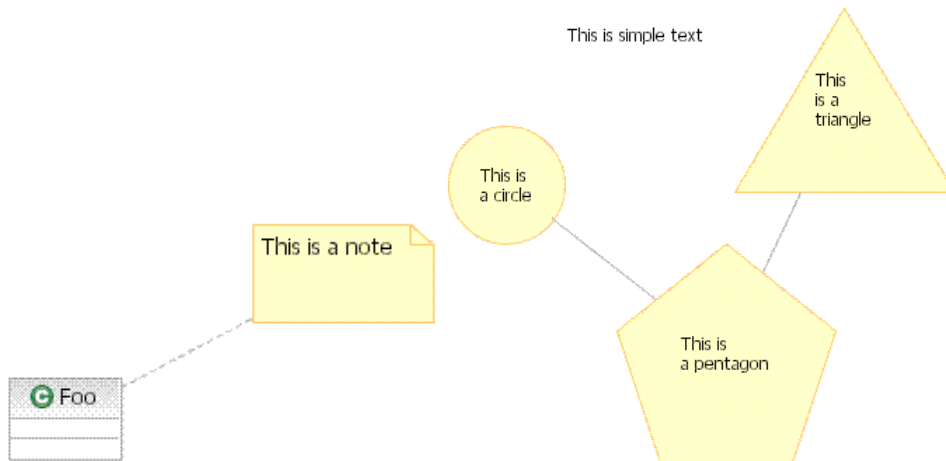 This is simple text
This
is a
triangle
This is
a circle
This is a note
This is
a pentagon
C Foo